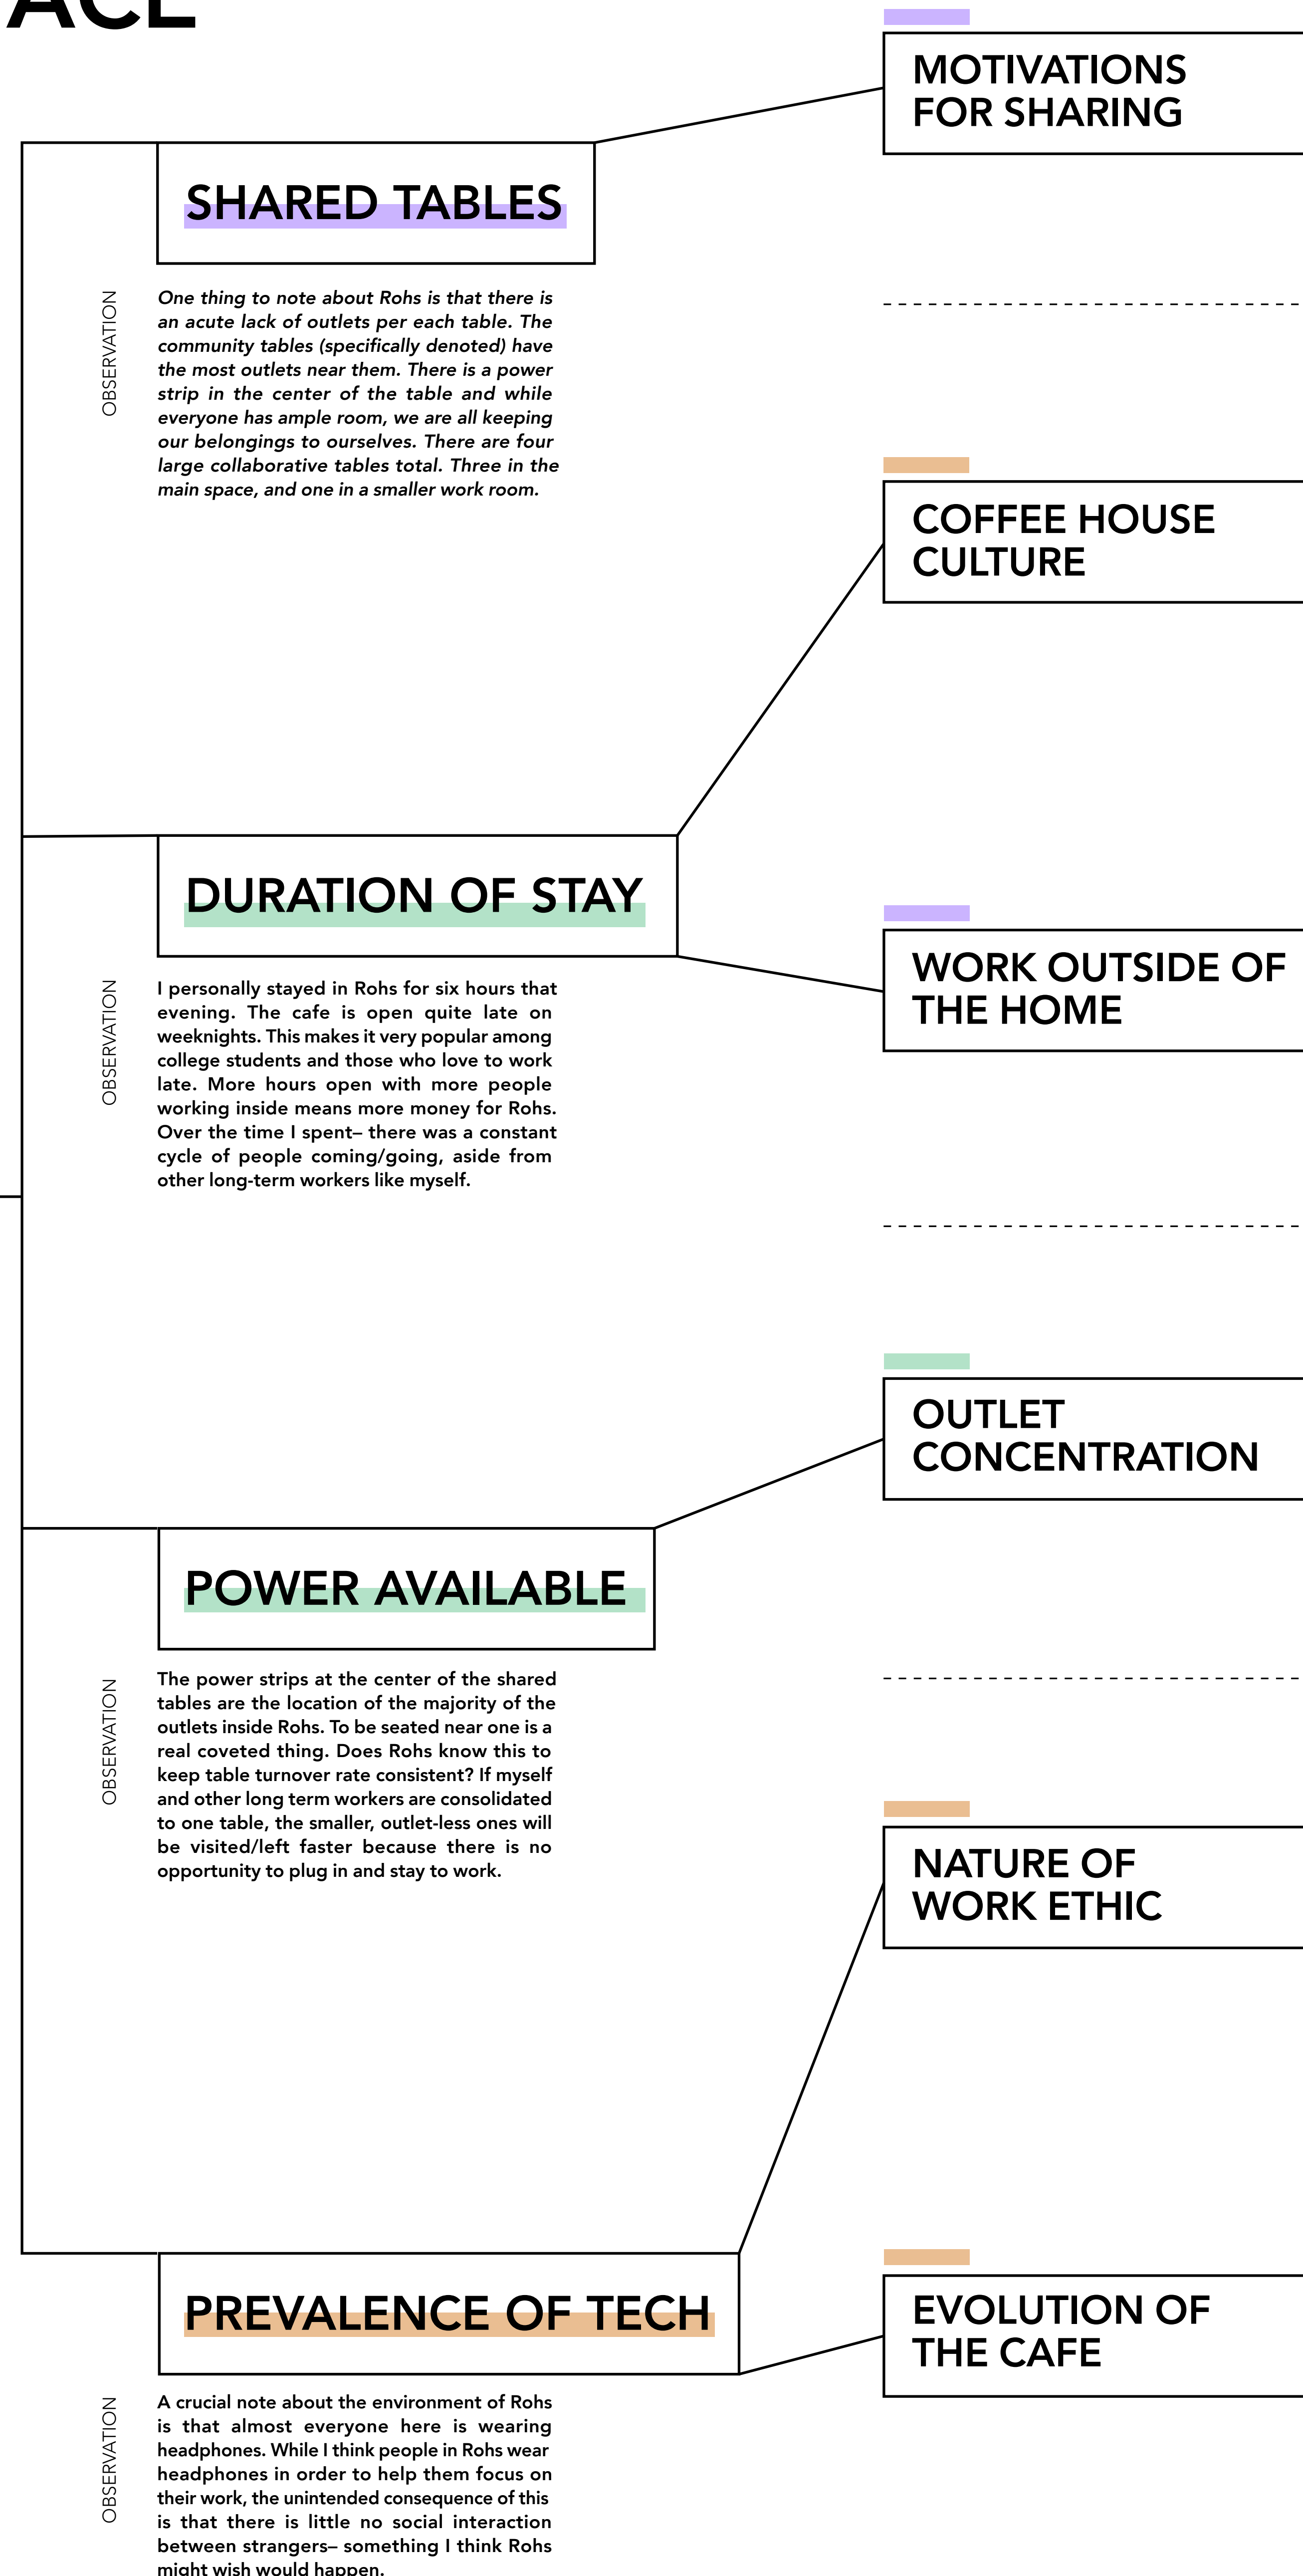 ACE
MOTIVATIONS
FOR SHARING
SHARED TABLES
OBSERVATION
One thing to note about Rohs is that there is
an acute lack of outlets per each table. The
community tables (specifically denoted) have
the most outlets near them. There is a power
strip in the center of the table and while
everyone has ample room, we are all keeping
our belongings to ourselves. There are four
large collaborative tables total. Three in the
main space, and one in a smaller work room.
COFFEE HOUSE
CULTURE
DURATION OF STAY
WORK OUTSIDE OF
THE HOME
OBSERVATION
I personally stayed in Rohs for six hours that
evening. The cafe is open quite late on
weeknights. This makes it very popular among
college students and those who love to work
late. More hours open with more people
working inside means more money for Rohs.
Over the time I spent– there was a constant
cycle of people coming/going, aside from
other long-term workers like myself.
OUTLET
CONCENTRATION
POWER AVAILABLE
OBSERVATION
The power strips at the center of the shared
tables are the location of the majority of the
outlets inside Rohs. To be seated near one is a
real coveted thing. Does Rohs know this to
keep table turnover rate consistent? If myself
and other long term workers are consolidated
to one table, the smaller, outlet-less ones will
be visited/left faster because there is no
opportunity to plug in and stay to work.
NATURE OF
WORK ETHIC
PREVALENCE OF TECH
EVOLUTION OF
THE CAFE
OBSERVATION
A crucial note about the environment of Rohs
is that almost everyone here is wearing
headphones. While I think people in Rohs wear
headphones in order to help them focus on
their work, the unintended consequence of this
is that there is little no social interaction
between strangers– something I think Rohs
might wish would happen.